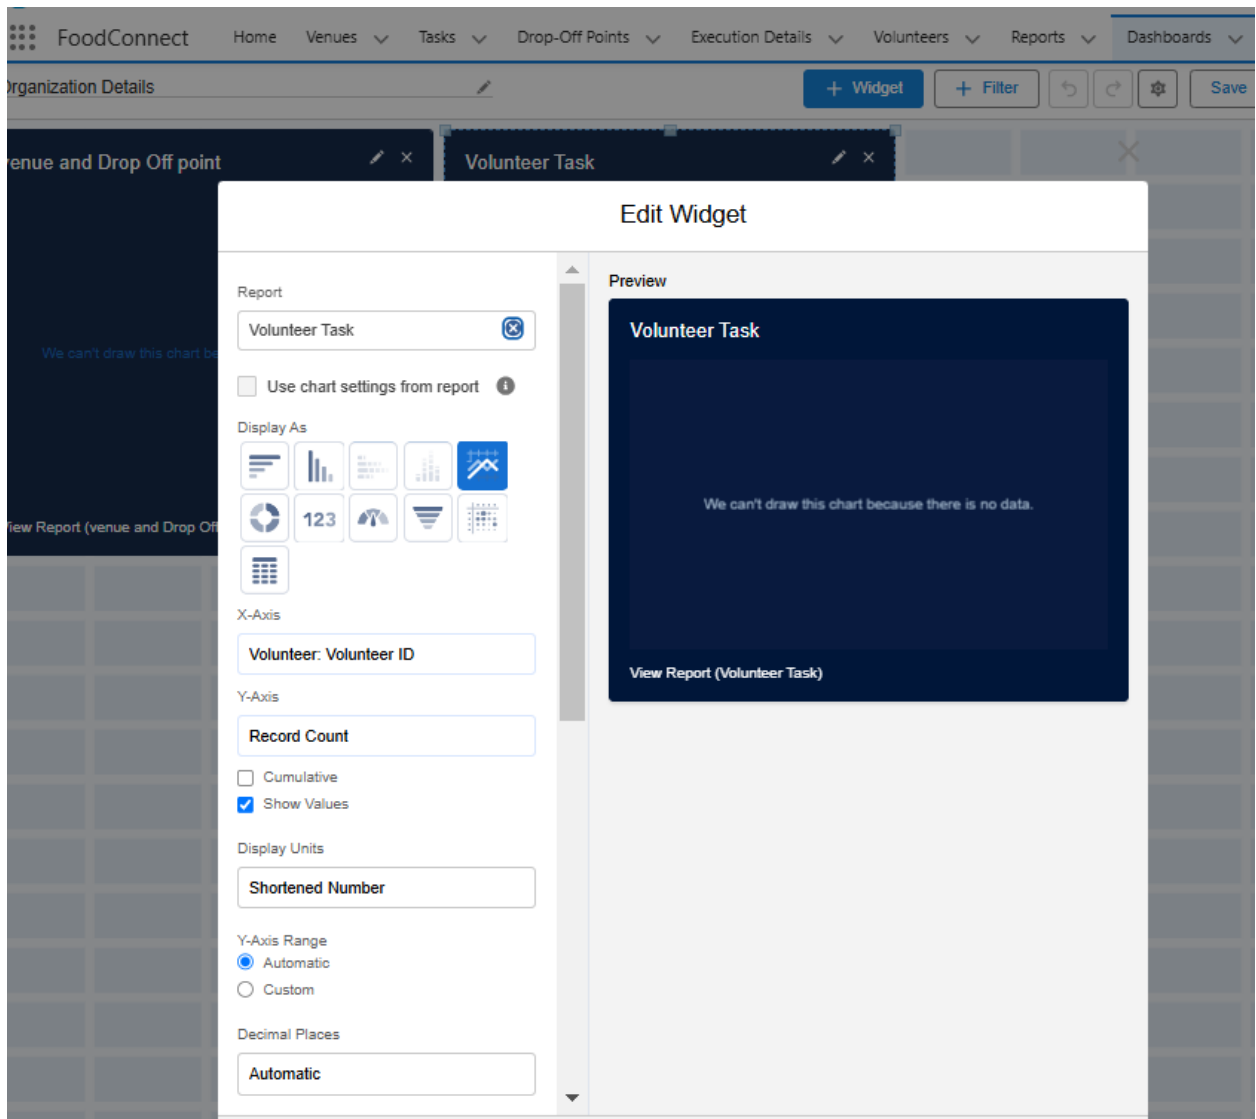 FoodConnect Home Venues Tasks Drop-Off Points Execution Details Volunteers Reports Dashboards
Organization Details
+ Widget + Filter Save
venue and Drop Off point
Volunteer Task
We can't draw this chart be
View Report (venue and Drop Off
Edit Widget
Report
Volunteer Task
Use chart settings from report
Display As
123
X-Axis
Volunteer: Volunteer ID
Y-Axis
Record Count
Cumulative
Show Values
Display Units
Shortened Number
Y-Axis Range
Automatic
Custom
Decimal Places
Automatic
Preview
Volunteer Task
We can't draw this chart because there is no data.
View Report (Volunteer Task)